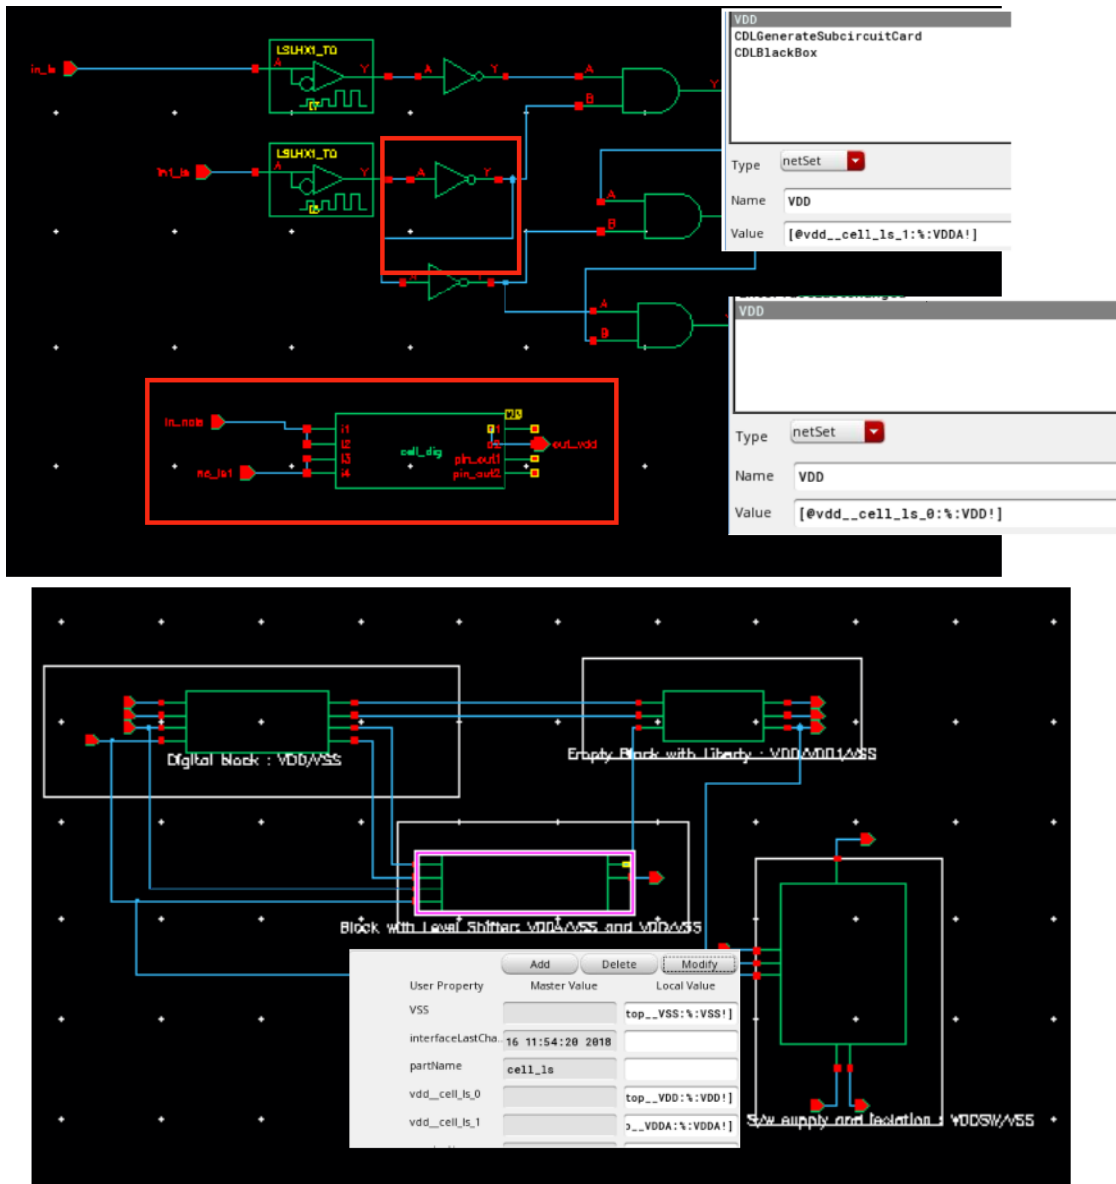 VDD
CDLGenerateSubcircuitCard
CDLBlackBox
Type netSet
Name VDD
Value [@vdd__cell_ls_1:%:VDDA!]
LSLHX1_TO
in_ls
A Y A Y A
B Y
LSLHX1_TO
in1_ls
A Y A Y
A
B
A Y
A
B
VDD
Type netSet
Name VDD
Value [@vdd__cell_ls_0:%:VDD!]
in_nols
i1
i2
i3
i4
no_ls1
cell_dig
out_vdd
pin_out1
pin_out2
Digital block : VDD/VSS
Empty Block with Liberty : VDD/VDD1/VSS
Block with Level Shifter: VDDA/VSS and VDD/VSS
Add Delete Modify
User Property Master Value Local Value
VSS top__VSS:%:VSS!]
interfaceLastCha.. 16 11:54:20 2018
partName cell_ls
vdd__cell_ls_0 top__VDD:%:VDD!]
vdd__cell_ls_1 o__VDDA:%:VDDA!]
S/w supply and Isolation : VDDSW/VSS